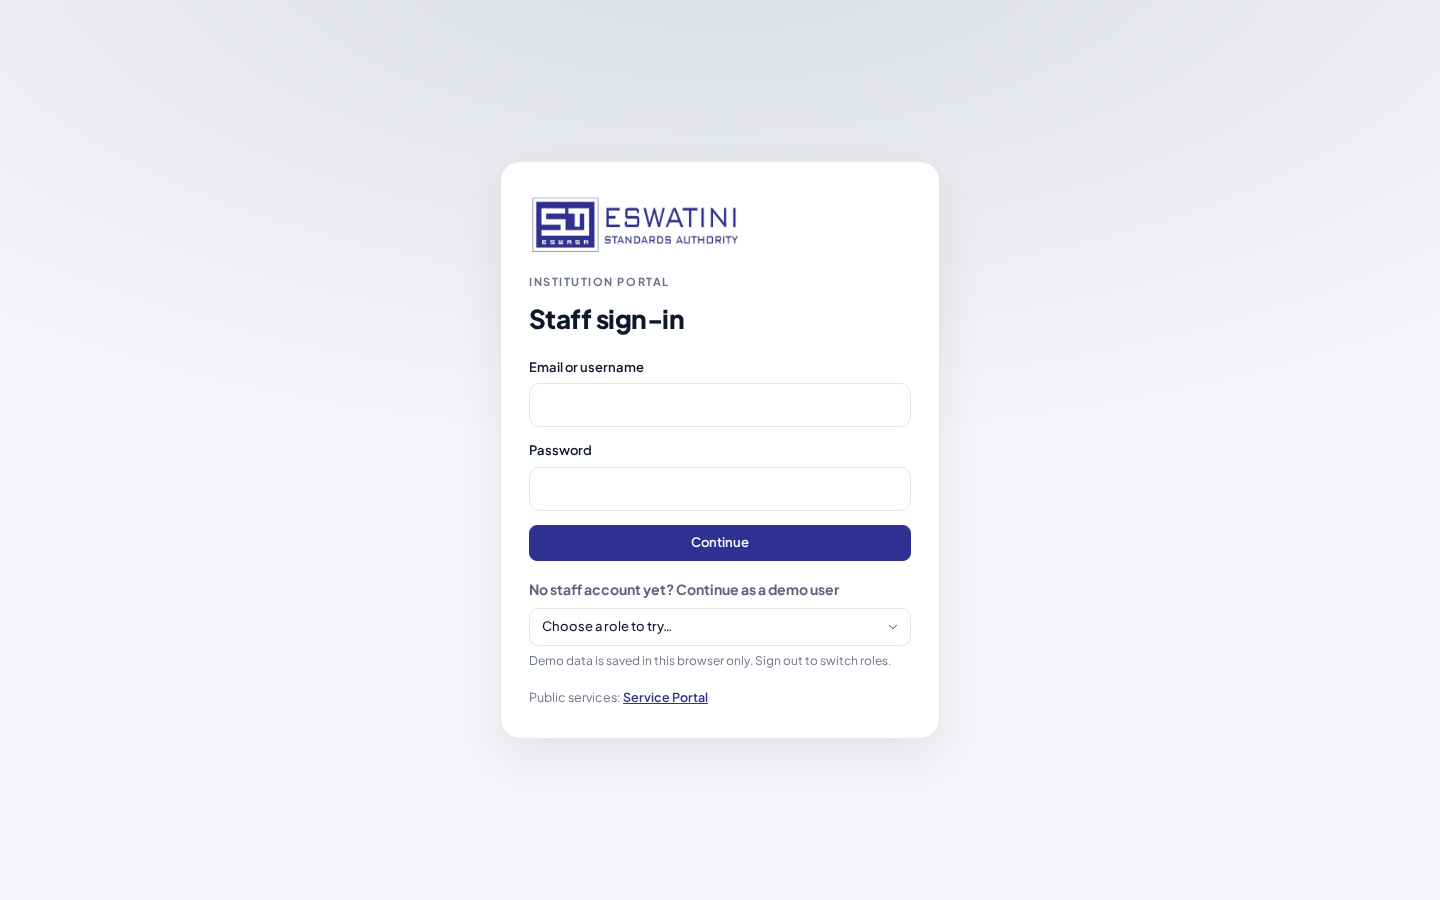 ESWASA
ESWATINI
STANDARDS AUTHORITY
INSTITUTION PORTAL
Staff sign-in
Email or username
Password
Continue
No staff account yet? Continue as a demo user
Choose a role to try...
Demo data is saved in this browser only. Sign out to switch roles.
Public services: Service Portal